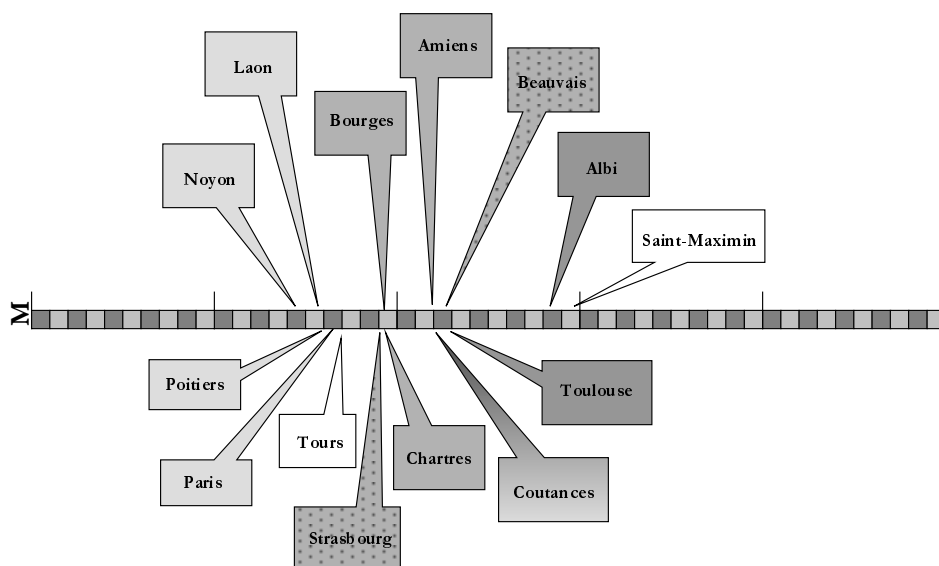 Amiens
Laon
Beauvais
Bourges
Albi
Noyon
Saint-Maximin
M
Poitiers
Toulouse
Tours
Chartres
Paris
Coutances
Strasbourg